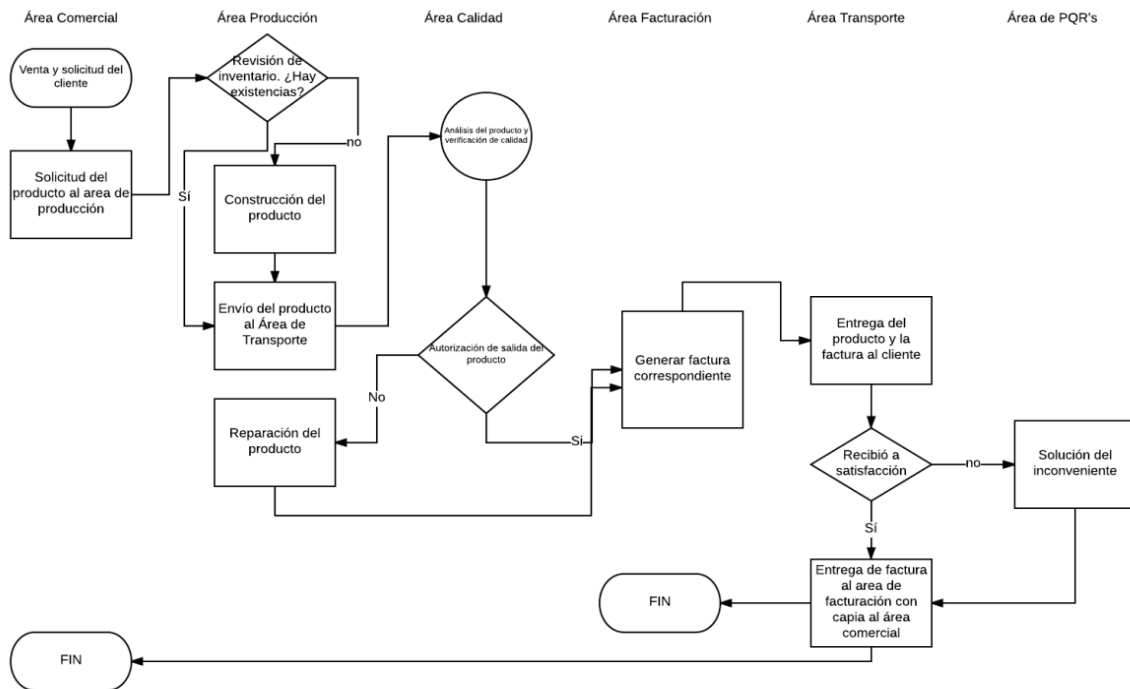 Área Comercial
Área Producción
Área Calidad
Área Facturación
Área Transporte
Área de PQR's
Venta y solicitud del
cliente
Revisión de
inventario. ¿Hay
existencias?
no
Sí
Solicitud del
producto al area de
producción
Construcción del
producto
Envío del producto
al Área de
Transporte
Análisis del producto y
verificación de calidad
Autorización de salida del
producto
No
Si
Reparación del
producto
Generar factura
correspondiente
Entrega del
producto y la
factura al cliente
Recibió a
satisfacción
no
Sí
Solución del
inconveniente
Entrega de factura
al area de
facturación con
capia al área
comercial
FIN
FIN